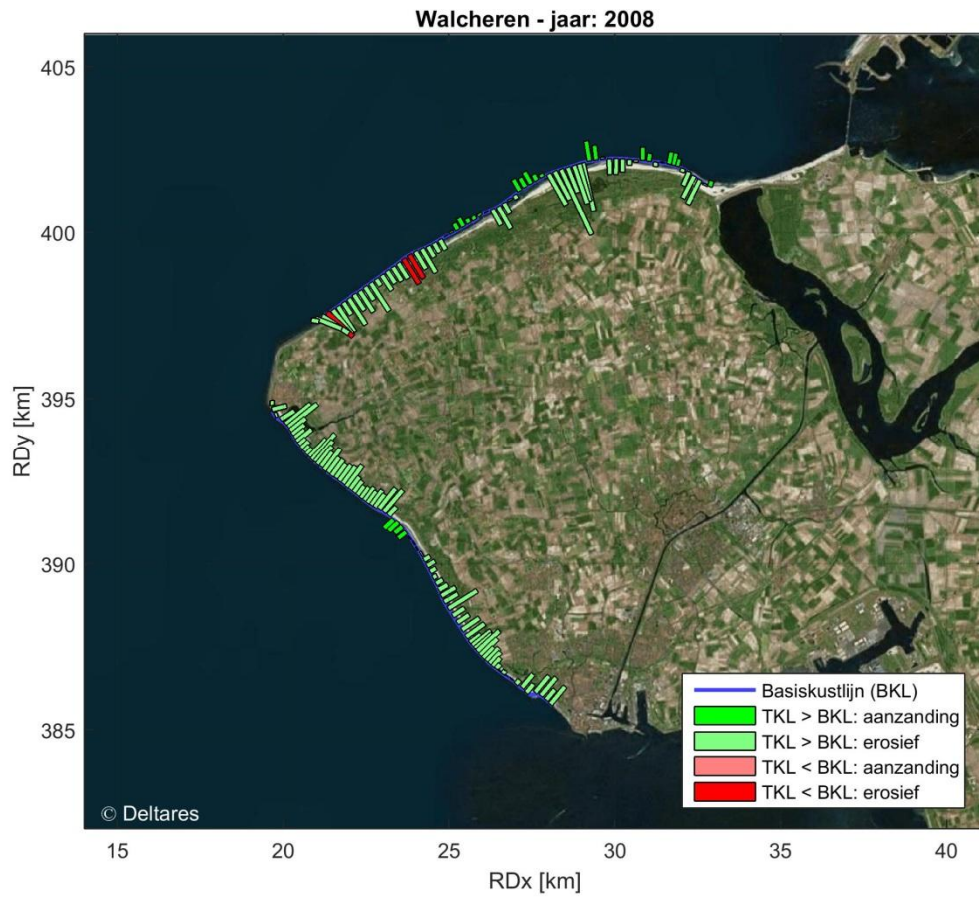 Walcheren - jaar: 2008
405
400
395
390
385
RDy [km]
Basiskustlijn (BKL)
TKL > BKL: aanzanding
TKL > BKL: erosief
TKL < BKL: aanzanding
TKL < BKL: erosief
© Deltares
15 20 25 30 35 40
RDx [km]